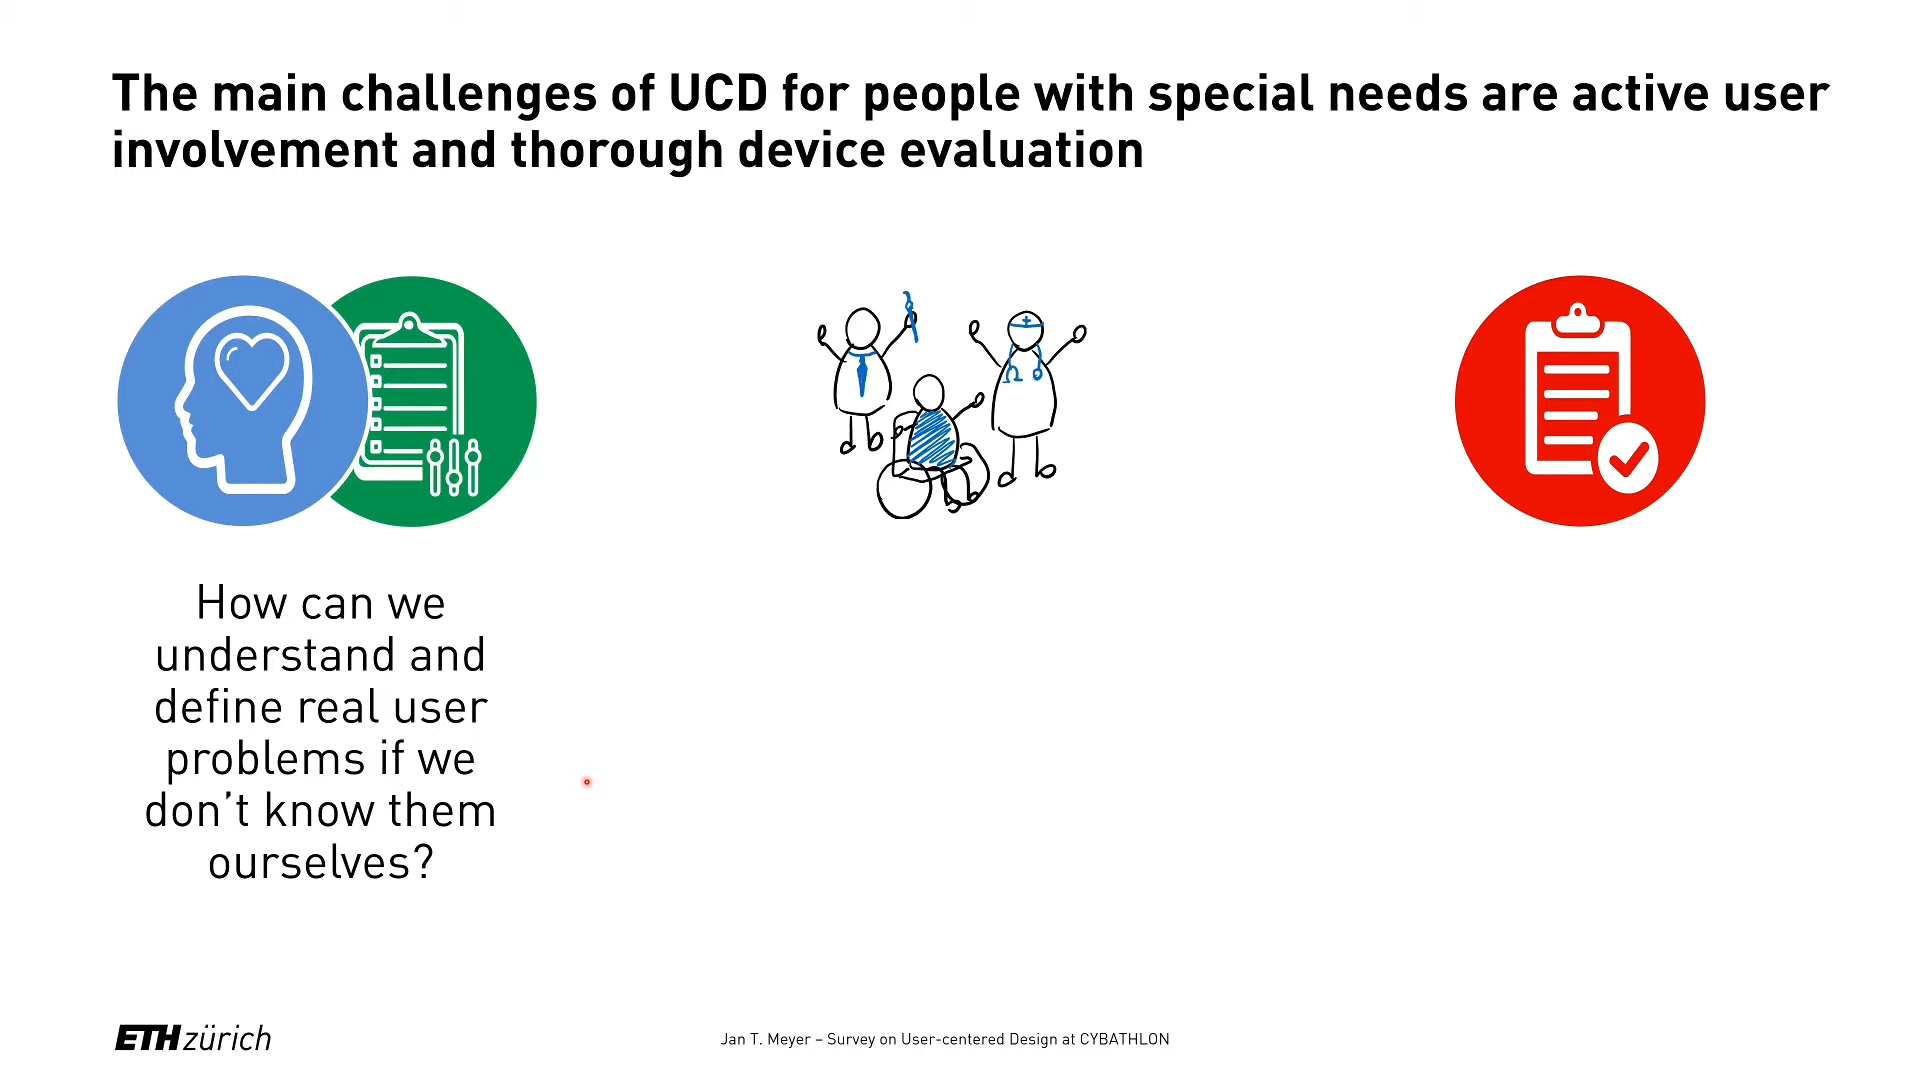 The main challenges of UCD for people with special needs are active user
involvement and thorough device evaluation
How can we
understand and
define real user
problems if we
don’t know them
ourselves?
ETH zürich
Jan T. Meyer – Survey on User-centered Design at CYBATHLON